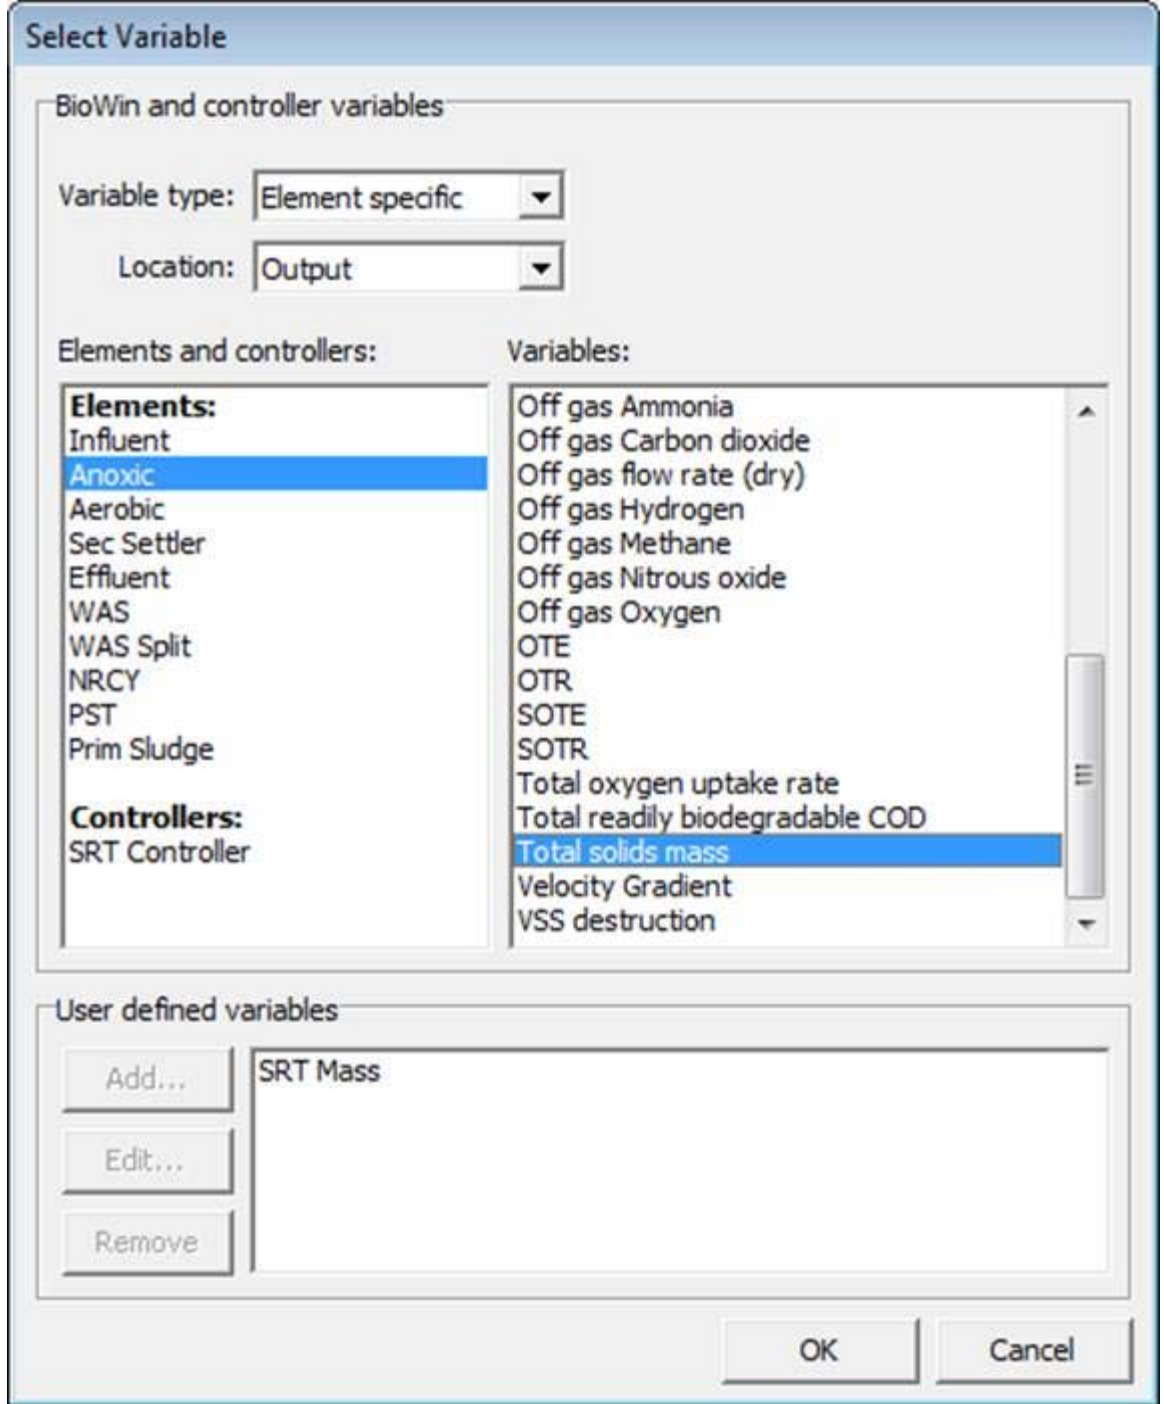 Select Variable
BioWin and controller variables
Variable type: Element specific
Location: Output
Elements and controllers:
Elements:
Influent
Anoxic
Aerobic
Sec Settler
Effluent
WAS
WAS Split
NRCY
PST
Prim Sludge
Controllers:
SRT Controller
Variables:
Off gas Ammonia
Off gas Carbon dioxide
Off gas flow rate (dry)
Off gas Hydrogen
Off gas Methane
Off gas Nitrous oxide
Off gas Oxygen
OTE
OTR
SOTE
SOTR
Total oxygen uptake rate
Total readily biodegradable COD
Total solids mass
Velocity Gradient
VSS destruction
User defined variables
Add...
Edit...
Remove
SRT Mass
OK
Cancel